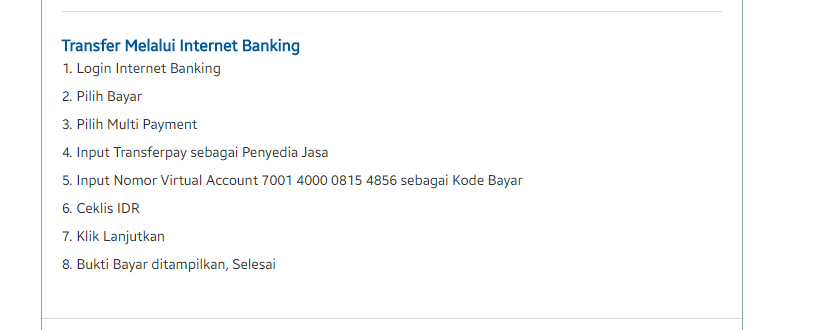 Transfer Melalui Internet Banking
1. Login Internet Banking
2. Pilih Bayar
3. Pilih Multi Payment
4. Input Transferpay sebagai Penyedia Jasa
5. Input Nomor Virtual Account 7001 4000 0815 4856 sebagai Kode Bayar
6. Ceklis IDR
7. Klik Lanjutkan
8. Bukti Bayar ditampilkan, Selesai